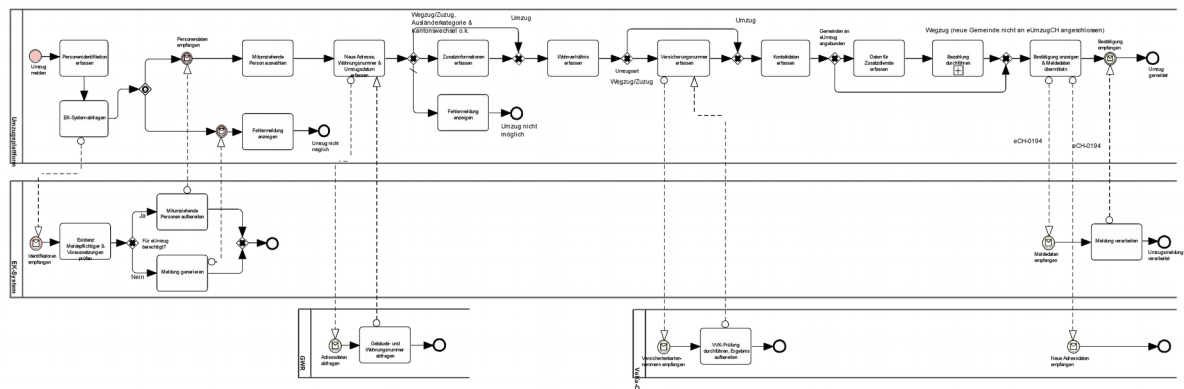 Umzugsplattform
Umzug
melden
Personenidentifikation
erfassen
EK-System abfragen
Personendaten
empfangen
Mitumziehende
Person auswählen
Fehlermeldung
anzeigen
Umzug nicht
möglich
Neue Adresse,
Wohnungsnummer &
Umzugsdatum
erfassen
Wegzug/Zuzug,
Ausländerkategorie &
Kantonswechsel o.k.
Umzug
Zusatzinformationen
erfassen
Fehlermeldung
anzeigen
Umzug nicht
möglich
Wohnverhältnis
erfassen
Umzugsart
Wegzug/Zuzug
Umzug
Versicherungsnummer
erfassen
Kontaktdaten
erfassen
Gemeinden an
eUmzug
angebunden
Wegzug (neue Gemeinde nicht an eUmzugCH angeschlossen)
Daten für
Zusatzdienste
erfassen
Bezahlung
durchführen
Bestätigung anzeigen
& Meldedaten
übermitteln
Bestätigung
empfangen
Umzug
gemeldet
eCH-0194
eCH-0194
EK-System
Identifikatoren
empfangen
Existenz
Meldepflichtiger &
Voraussetzungen
prüfen
Für eUmzug
berechtigt?
Ja
Nein
Mitumziehende
Personen aufbereiten
Meldung generieren
Meldedaten
empfangen
Meldung verarbeiten
Umzugsmeldung
verarbeitet
GWR
Adressdaten
abfragen
Gebäude- und
Wohnungsnummer
abfragen
Versichertenkarten-
nummern empfangen
VVK-Prüfung
durchführen, Ergebnis
aufbereiten
Neue Adressdaten
empfangen